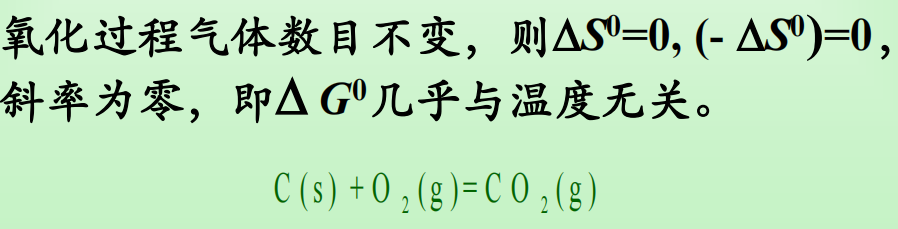 氧化过程气体数目不变，则ΔS⁰=0, (- ΔS⁰)=0，
斜率为零，即Δ G⁰几乎与温度无关。
C(s)+O₂(g)=CO₂(g)